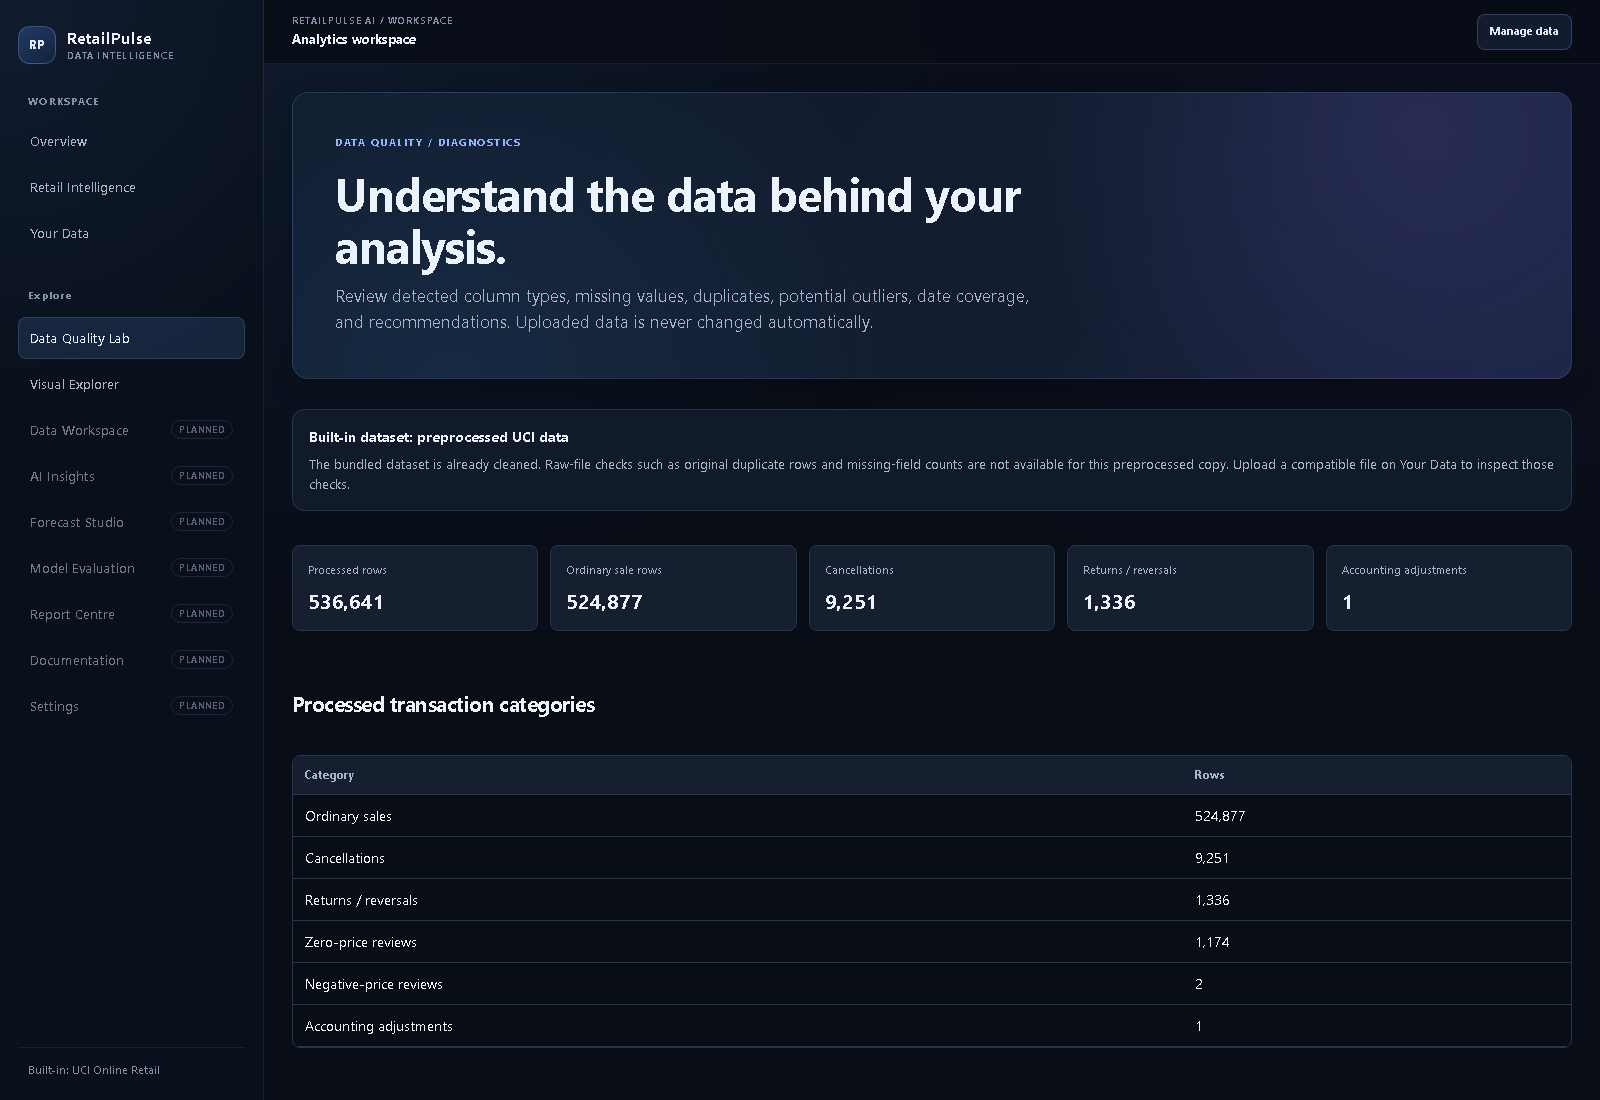 RP
RetailPulse
DATA INTELLIGENCE
WORKSPACE
Overview
Retail Intelligence
Your Data
Explore
Data Quality Lab
Visual Explorer
Data Workspace PLANNED
AI Insights PLANNED
Forecast Studio PLANNED
Model Evaluation PLANNED
Report Centre PLANNED
Documentation PLANNED
Settings PLANNED
Built-in: UCI Online Retail
RETAILPULSE AI / WORKSPACE
Analytics workspace
Manage data
DATA QUALITY / DIAGNOSTICS
Understand the data behind your
analysis.
Review detected column types, missing values, duplicates, potential outliers, date coverage,
and recommendations. Uploaded data is never changed automatically.
Built-in dataset: preprocessed UCI data
The bundled dataset is already cleaned. Raw-file checks such as original duplicate rows and missing-field counts are not available for this preprocessed copy. Upload a compatible file on Your Data to inspect those
checks.
Processed rows
536,641
Ordinary sale rows
524,877
Cancellations
9,251
Returns / reversals
1,336
Accounting adjustments
1
Processed transaction categories
Category Rows
Ordinary sales 524,877
Cancellations 9,251
Returns / reversals 1,336
Zero-price reviews 1,174
Negative-price reviews 2
Accounting adjustments 1